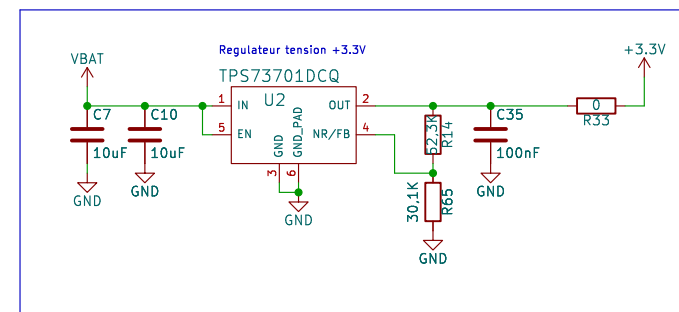 Regulateur tension +3.3V
VBAT
+3.3V
TPS73701DCQ
C7
C10
1
IN
U2
OUT
2
0
R33
5
EN
NR/FB
4
52,3K
R14
C35
10uF
10uF
GND
GND_PAD
100nF
3
6
GND
GND
GND
30,1K
R65
GND
GND